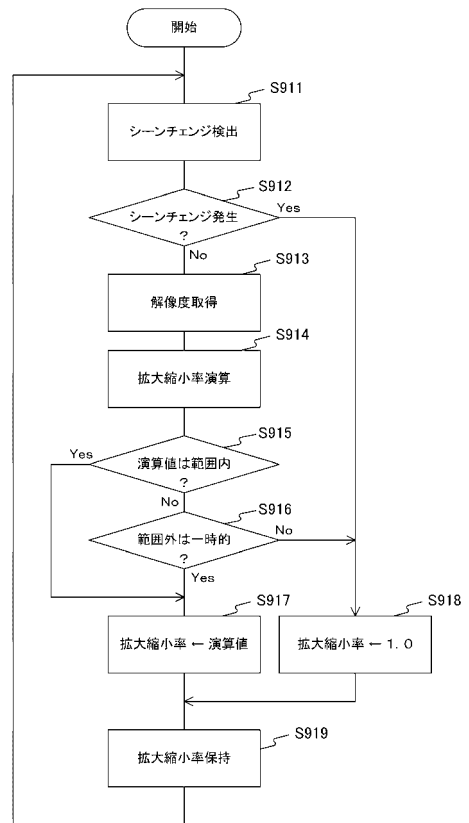 開始
S911
シーンチェンジ検出
S912
シーンチェンジ発生
?
Yes
No
S913
解像度取得
S914
拡大縮小率演算
S915
Yes
演算値は範囲内
?
No
S916
範囲外は一時的
?
No
Yes
S917
拡大縮小率 ← 演算値
S918
拡大縮小率 ← 1.0
S919
拡大縮小率保持